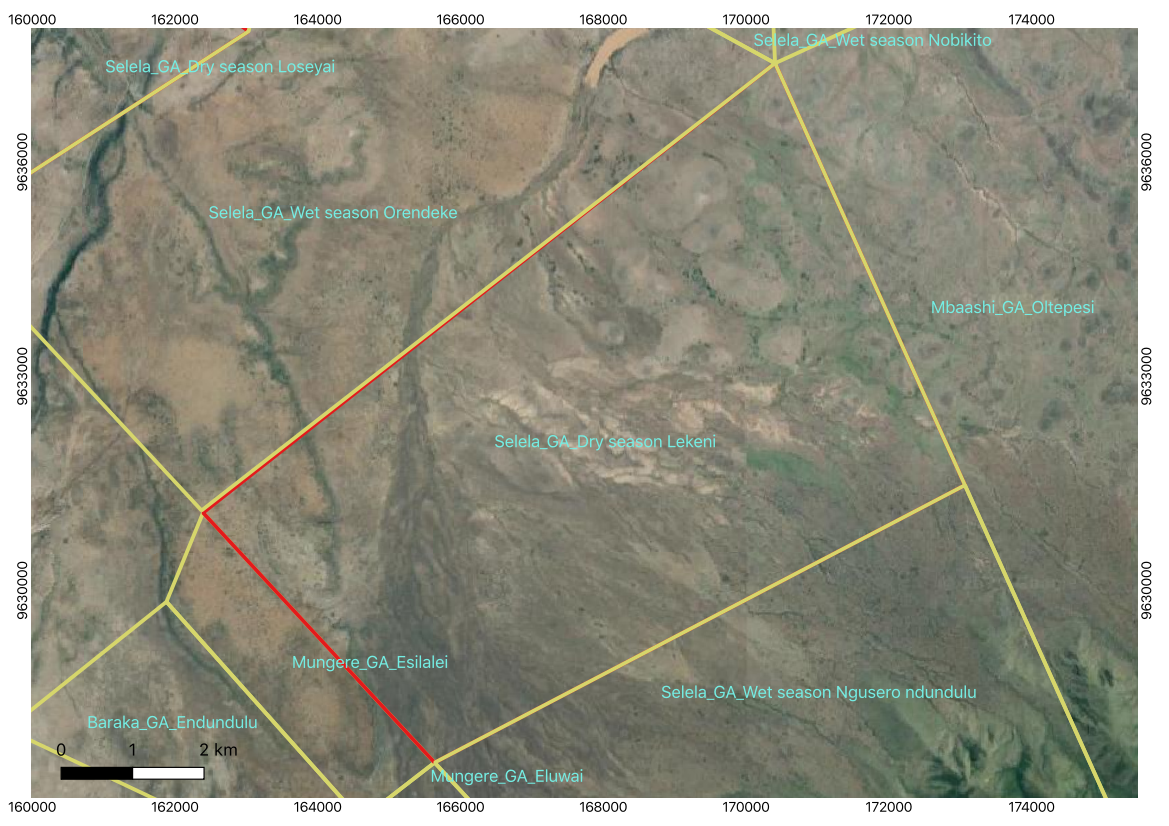 160000 162000 164000 166000 168000 170000 172000 174000
Selela_GA_Wet season Nobikito
Selela_GA_Dry season Loseyai
9636000
9636000
Selela_GA_Wet season Orendeke
Mbaashi_GA_Oltepesi
9633000
9633000
Selela_GA_Dry season Lekeni
9630000
9630000
Mungere_GA_Esilalei
Selela_GA_Wet season Ngusero ndundulu
Baraka_GA_Endundulu
0 1 2 km
Mungere_GA_Eluwai
160000 162000 164000 166000 168000 170000 172000 174000